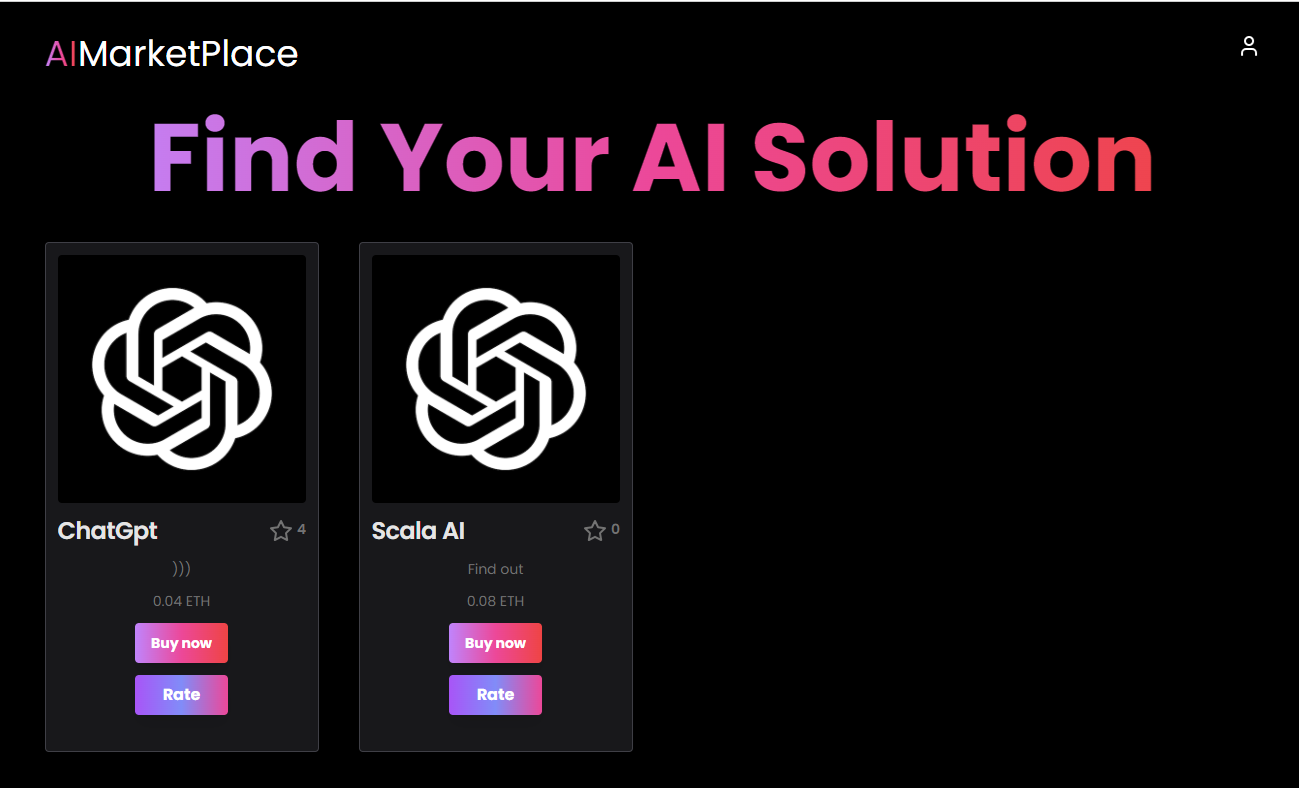 AIMarketPlace
Find Your AI Solution
ChatGpt 4
)))
0.04 ETH
Buy now
Rate
Scala AI 0
Find out
0.08 ETH
Buy now
Rate